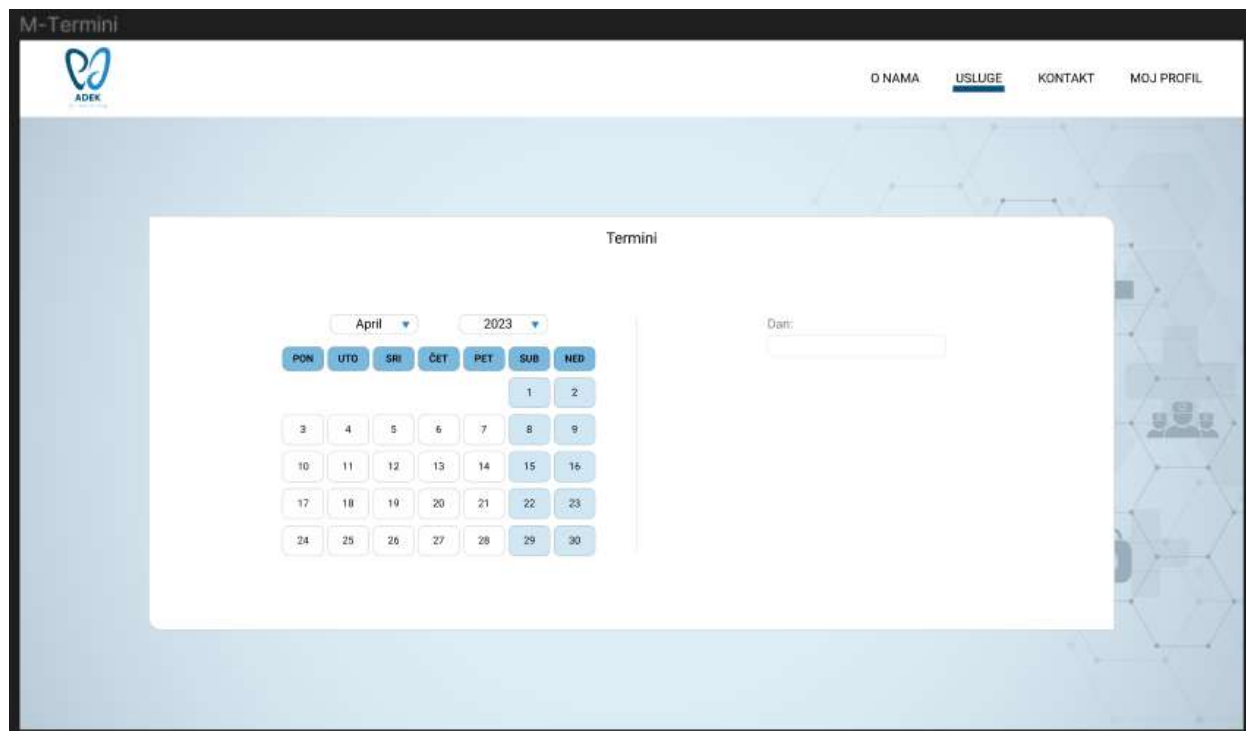 M-Termini
ADEK
O NAMA USLUGE KONTAKT MOJ PROFIL
Termini
April 2023
Dan:
PON UTO SRI ČET PET SUB NED
1 2
3 4 5 6 7 8 9
10 11 12 13 14 15 16
17 18 19 20 21 22 23
24 25 26 27 28 29 30